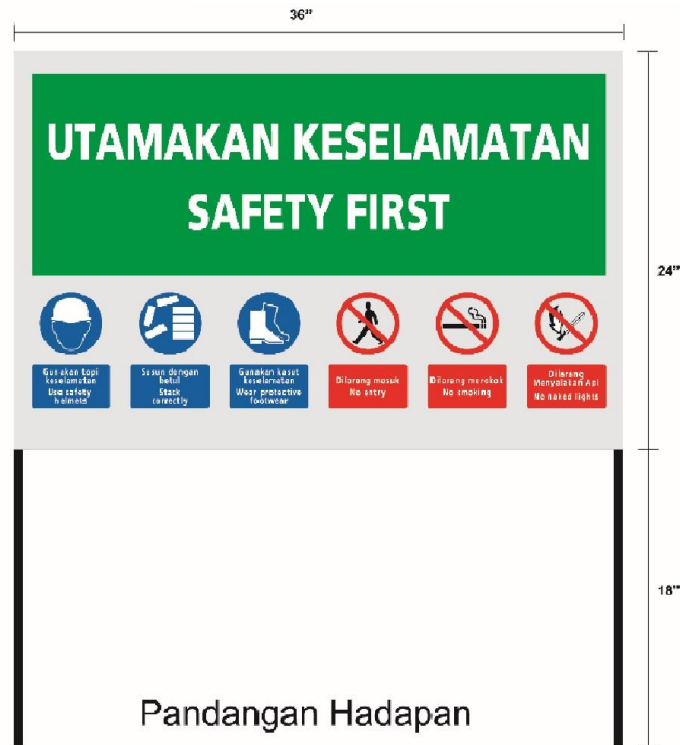 36"
UTAMAKAN KESELAMATAN
SAFETY FIRST
24"
Gunakan topi
keselamatan
Use safety
helmets
Susun dengan
betul
Stack
correctly
Gunakan kasut
keselamatan
Wear protective
footwear
Dilarang masuk
No entry
Dilarang merokok
No smoking
Dilarang
Menyalakan Api
No naked lights
18"
Pandangan Hadapan